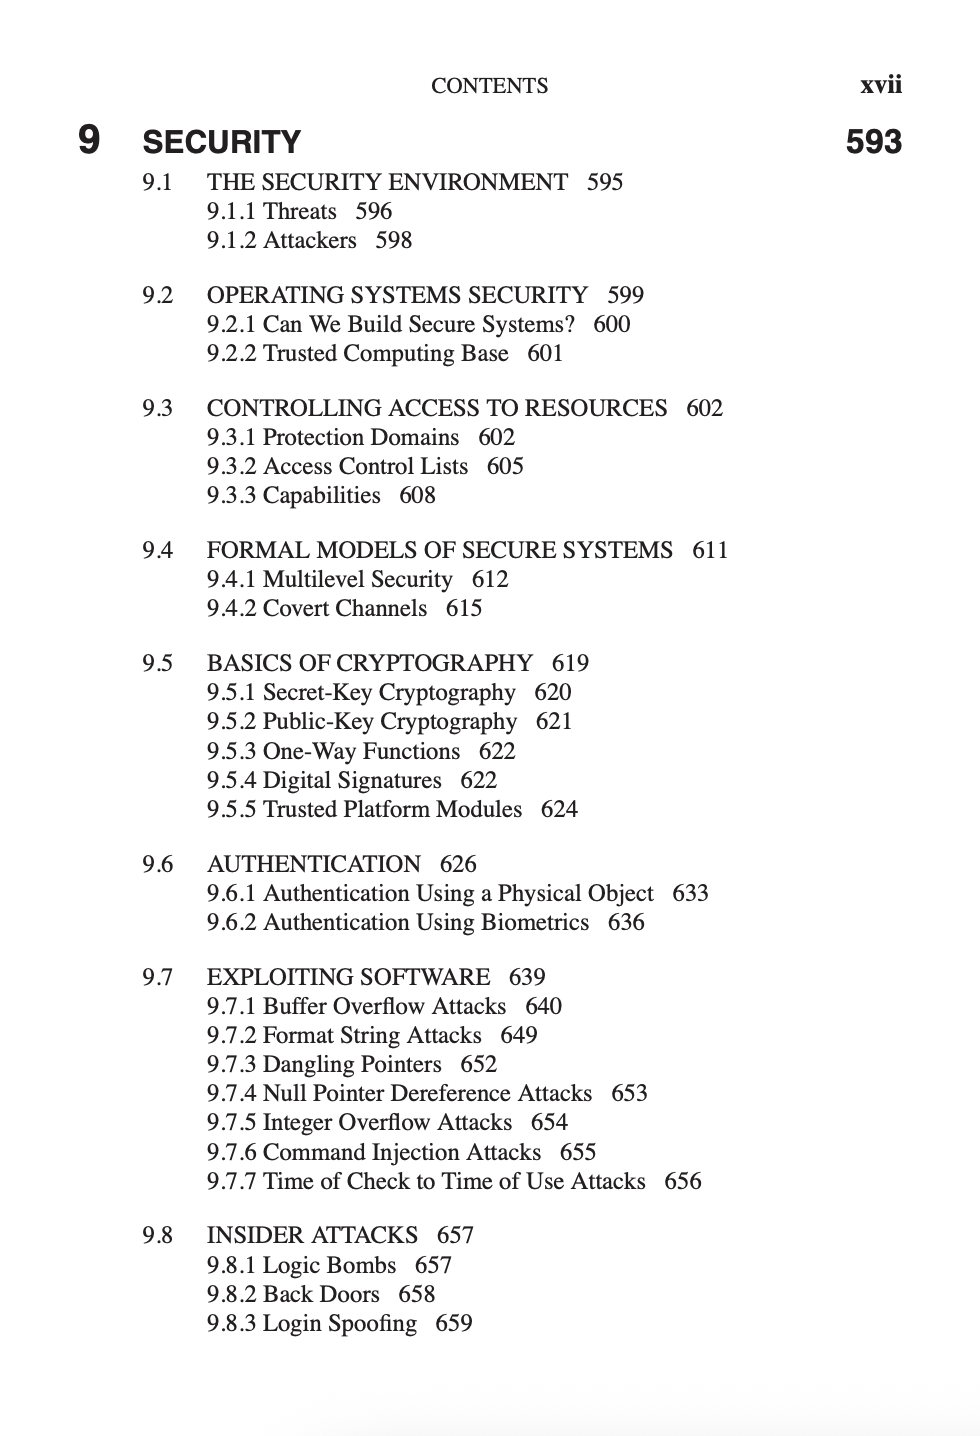 CONTENTS xvii
9 SECURITY 593
9.1 THE SECURITY ENVIRONMENT 595
9.1.1 Threats 596
9.1.2 Attackers 598
9.2 OPERATING SYSTEMS SECURITY 599
9.2.1 Can We Build Secure Systems? 600
9.2.2 Trusted Computing Base 601
9.3 CONTROLLING ACCESS TO RESOURCES 602
9.3.1 Protection Domains 602
9.3.2 Access Control Lists 605
9.3.3 Capabilities 608
9.4 FORMAL MODELS OF SECURE SYSTEMS 611
9.4.1 Multilevel Security 612
9.4.2 Covert Channels 615
9.5 BASICS OF CRYPTOGRAPHY 619
9.5.1 Secret-Key Cryptography 620
9.5.2 Public-Key Cryptography 621
9.5.3 One-Way Functions 622
9.5.4 Digital Signatures 622
9.5.5 Trusted Platform Modules 624
9.6 AUTHENTICATION 626
9.6.1 Authentication Using a Physical Object 633
9.6.2 Authentication Using Biometrics 636
9.7 EXPLOITING SOFTWARE 639
9.7.1 Buffer Overflow Attacks 640
9.7.2 Format String Attacks 649
9.7.3 Dangling Pointers 652
9.7.4 Null Pointer Dereference Attacks 653
9.7.5 Integer Overflow Attacks 654
9.7.6 Command Injection Attacks 655
9.7.7 Time of Check to Time of Use Attacks 656
9.8 INSIDER ATTACKS 657
9.8.1 Logic Bombs 657
9.8.2 Back Doors 658
9.8.3 Login Spoofing 659